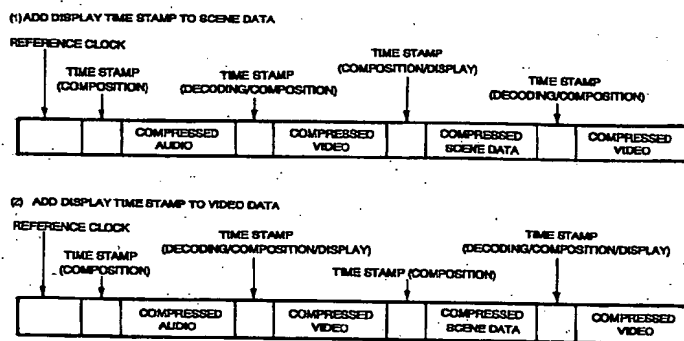 (1) ADD DISPLAY TIME STAMP TO SCENE DATA
REFERENCE CLOCK
TIME STAMP
(COMPOSITION)
TIME STAMP
(DECODING/COMPOSITION)
TIME STAMP
(COMPOSITION/DISPLAY)
TIME STAMP
(DECODING/COMPOSITION)
COMPRESSED
AUDIO
COMPRESSED
VIDEO
COMPRESSED
SCENE DATA
COMPRESSED
VIDEO
(2) ADD DISPLAY TIME STAMP TO VIDEO DATA
REFERENCE CLOCK
TIME STAMP
(COMPOSITION)
TIME STAMP
(DECODING/COMPOSITION/DISPLAY)
TIME STAMP (COMPOSITION)
TIME STAMP
(DECODING/COMPOSITION/DISPLAY)
COMPRESSED
AUDIO
COMPRESSED
VIDEO
COMPRESSED
SCENE DATA
COMPRESSED
VIDEO